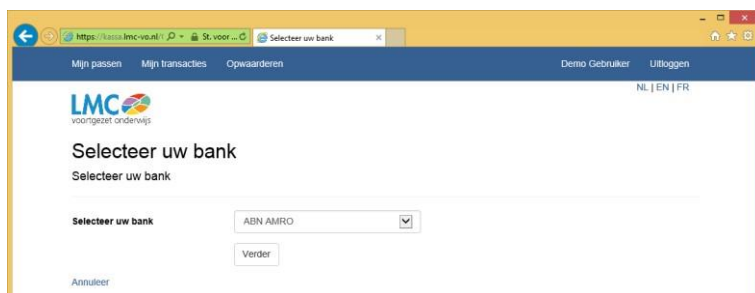 https://kassa.lmc-vo.nl/1 St. voor ... Selecteer uw bank
Mijn passen Mijn transacties Opwaarderen Demo Gebruiker Uitloggen
NL | EN | FR
LMC
voortgezet onderwijs
Selecteer uw bank
Selecteer uw bank
Selecteer uw bank ABN AMRO
Verder
Annuleer